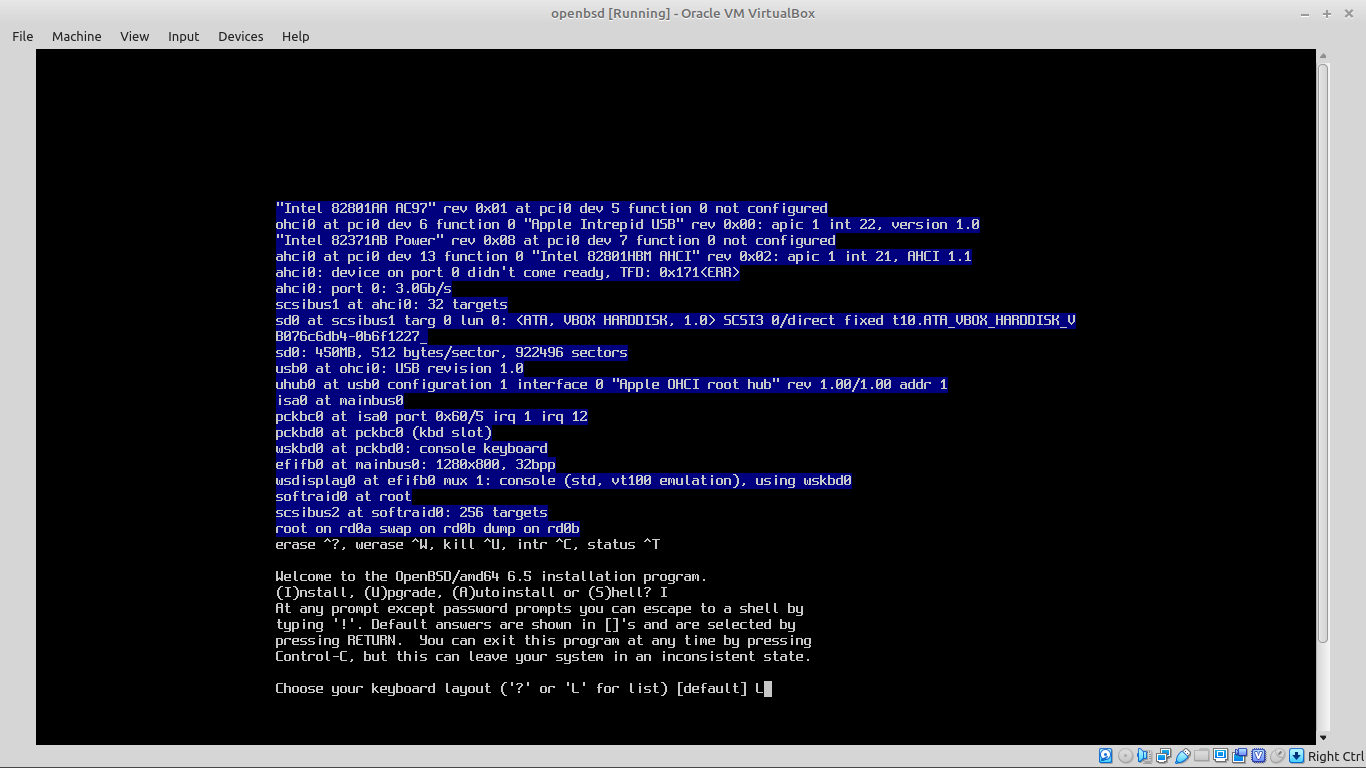 openbsd [Running] - Oracle VM VirtualBox
File Machine View Input Devices Help
"Intel 82801AA AC97" rev 0x01 at pci0 dev 5 function 0 not configured
ohci0 at pci0 dev 6 function 0 "Apple Intrepid USB" rev 0x00: apic 1 int 22, version 1.0
"Intel 82371AB Power" rev 0x08 at pci0 dev 7 function 0 not configured
ahci0 at pci0 dev 13 function 0 "Intel 82801HBM AHCI" rev 0x02: apic 1 int 21, AHCI 1.1
ahci0: device on port 0 didn't come ready, TFD: 0x171<ERR>
ahci0: port 0: 3.0Gb/s
scsibus1 at ahci0: 32 targets
sd0 at scsibus1 targ 0 lun 0: <ATA, VBOX HARDDISK, 1.0> SCSI3 0/direct fixed t10.ATA_VBOX_HARDDISK_V
B076c6db4-0b6f1227_
sd0: 450MB, 512 bytes/sector, 922496 sectors
usb0 at ohci0: USB revision 1.0
uhub0 at usb0 configuration 1 interface 0 "Apple OHCI root hub" rev 1.00/1.00 addr 1
isa0 at mainbus0
pckbc0 at isa0 port 0x60/5 irq 1 irq 12
pckbd0 at pckbc0 (kbd slot)
wskbd0 at pckbd0: console keyboard
efifb0 at mainbus0: 1280x800, 32bpp
wsdisplay0 at efifb0 mux 1: console (std, vt100 emulation), using wskbd0
softraid0 at root
scsibus2 at softraid0: 256 targets
root on rd0a swap on rd0b dump on rd0b
erase ^?, werase ^W, kill ^U, intr ^C, status ^T
Welcome to the OpenBSD/amd64 6.5 installation program.
(I)nstall, (U)pgrade, (A)utoinstall or (S)hell? I
At any prompt except password prompts you can escape to a shell by
typing '!'. Default answers are shown in []'s and are selected by
pressing RETURN.  You can exit this program at any time by pressing
Control-C, but this can leave your system in an inconsistent state.
Choose your keyboard layout ('?' or 'L' for list) [default] L
Right Ctrl